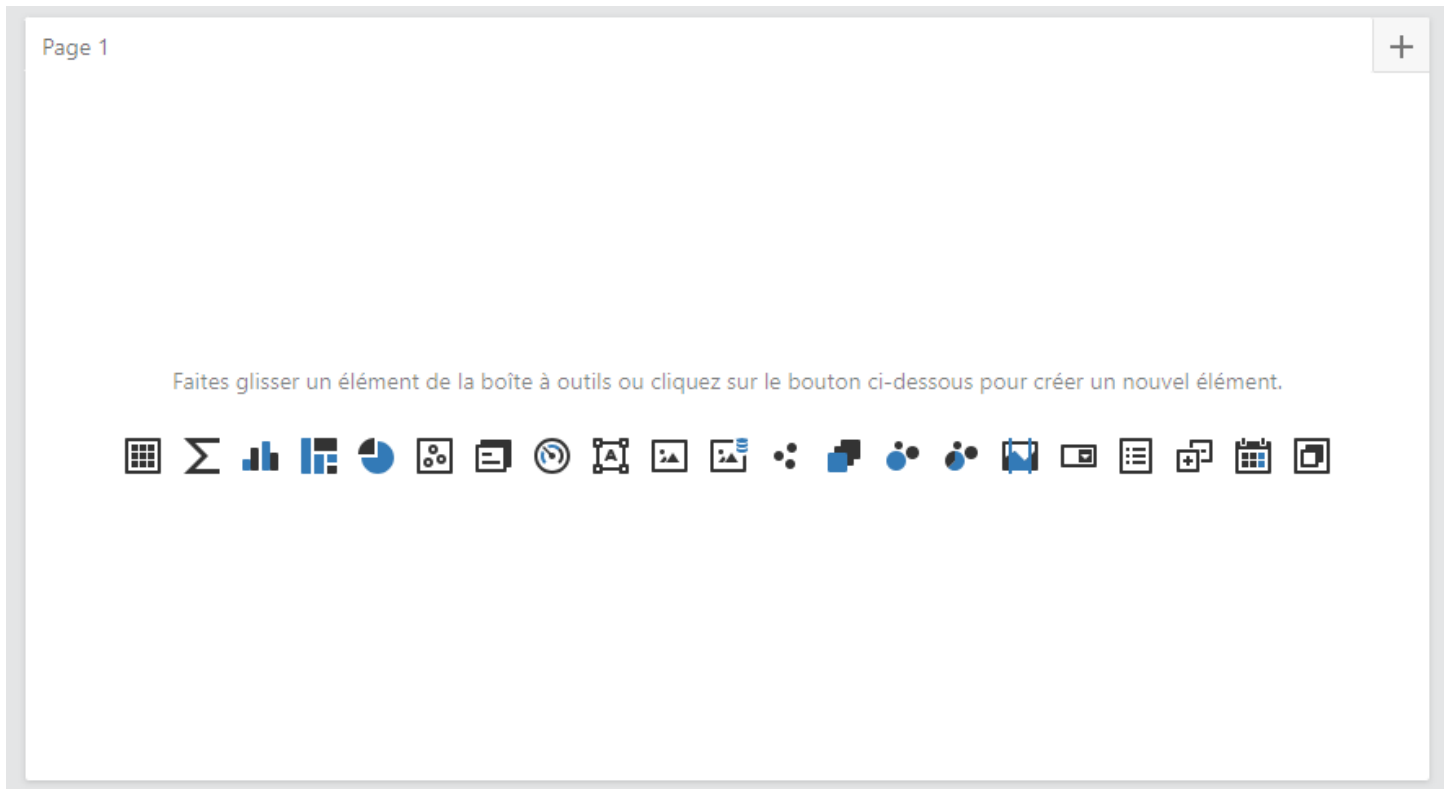 Page 1
Faites glisser un élément de la boîte à outils ou cliquez sur le bouton ci-dessous pour créer un nouvel élément.
A